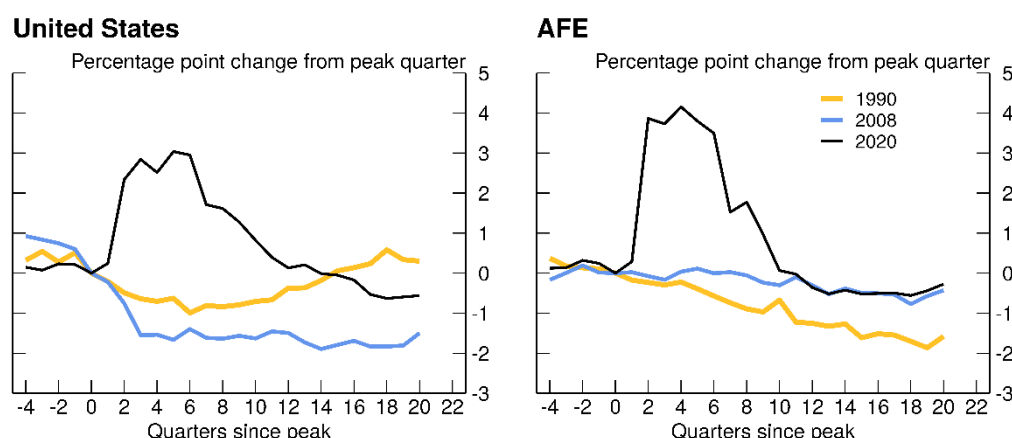 United States
Percentage point change from peak quarter
5
4
3
2
1
0
-1
-2
-3
-4 -2 0 2 4 6 8 10 12 14 16 18 20 22
Quarters since peak
AFE
Percentage point change from peak quarter
1990
2008
2020
5
4
3
2
1
0
-1
-2
-3
-4 -2 0 2 4 6 8 10 12 14 16 18 20 22
Quarters since peak